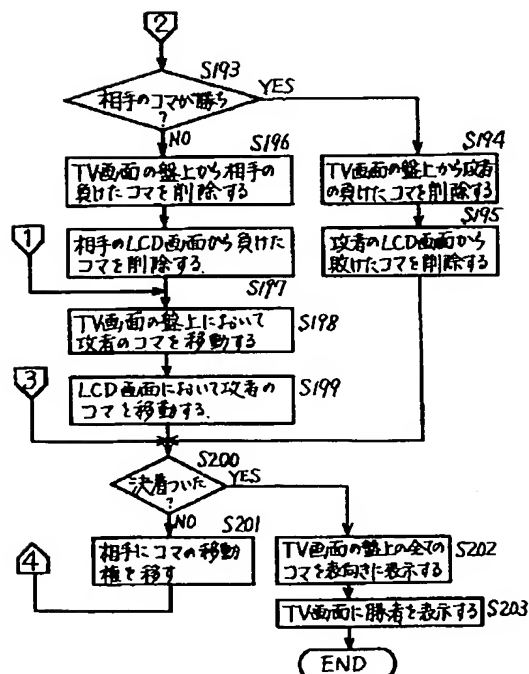 2
S193
相手のコマが勝ち
?
YES
NO
S196
TV画面の盤上から相手の
負けたコマを削除する
S194
TV画面の盤上から攻者
の負けたコマを削除する
1
相手のLCD画面から負けた
コマを削除する.
S197
S195
攻者のLCD画面から
敗けたコマを削除する
TV画面の盤上において
攻者のコマを移動する
S198
3
LCD画面において攻者の
コマを移動する.
S199
S200
決着ついた
?
YES
NO
S201
4
相手にコマの移動
権を移す
TV画面の盤上の全ての
コマを表向きに表示する
S202
TV画面に勝者を表示する
S203
END